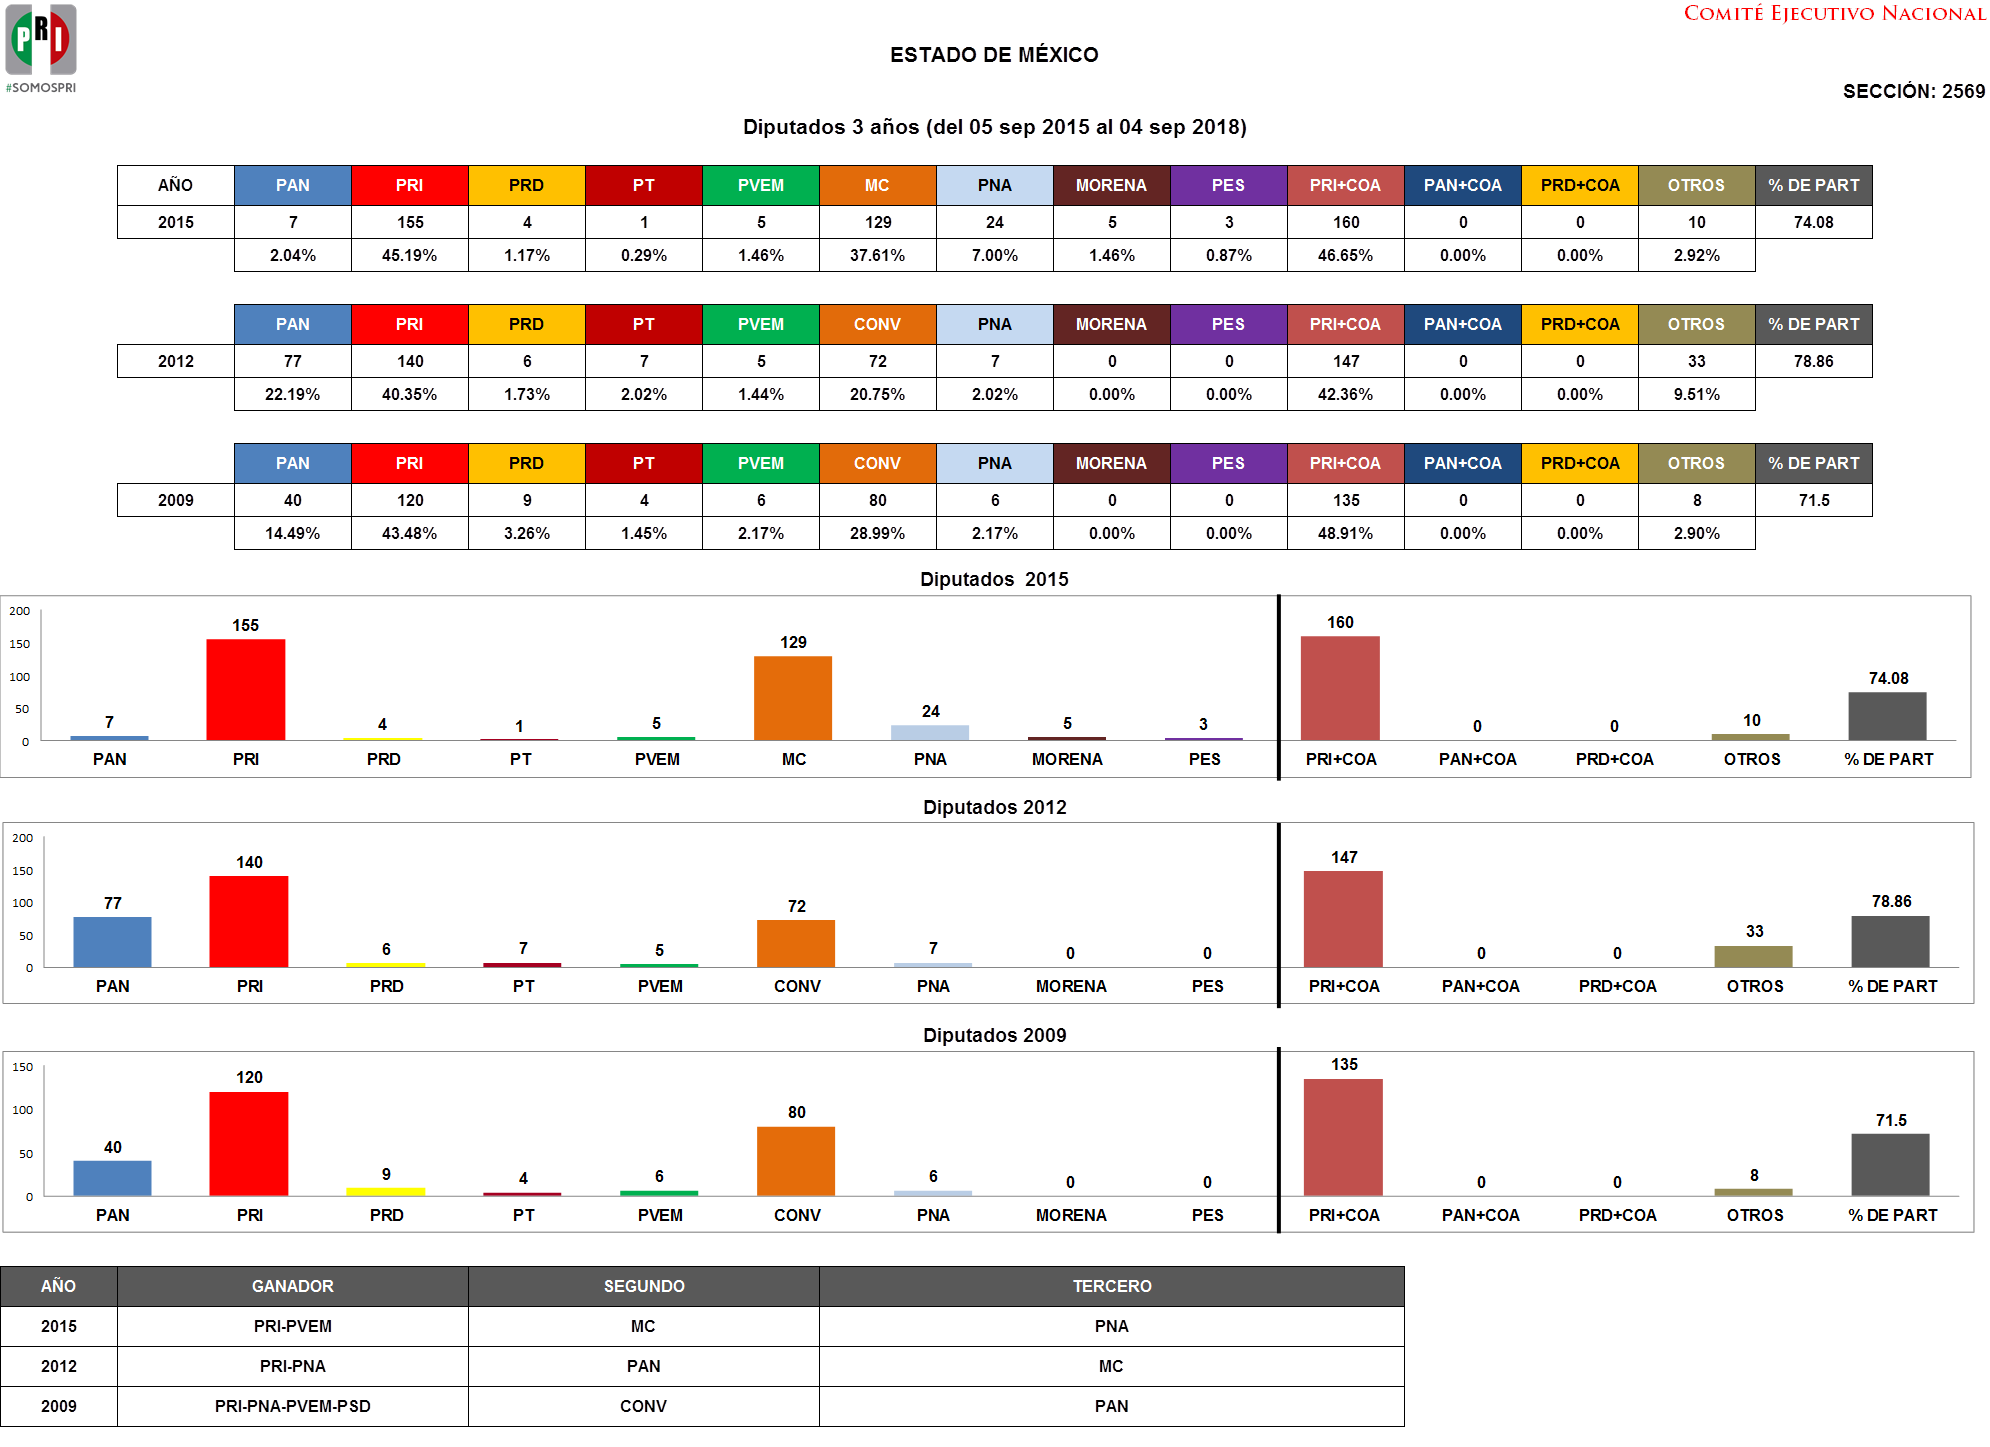 PRI
#SOMOSPRI
COMITÉ EJECUTIVO NACIONAL
ESTADO DE MÉXICO
SECCIÓN: 2569
Diputados 3 años (del 05 sep 2015 al 04 sep 2018)
AÑO PAN PRI PRD PT PVEM MC PNA MORENA PES PRI+COA PAN+COA PRD+COA OTROS % DE PART
2015 7 155 4 1 5 129 24 5 3 160 0 0 10 74.08
2.04% 45.19% 1.17% 0.29% 1.46% 37.61% 7.00% 1.46% 0.87% 46.65% 0.00% 0.00% 2.92%
PAN PRI PRD PT PVEM CONV PNA MORENA PES PRI+COA PAN+COA PRD+COA OTROS % DE PART
2012 77 140 6 7 5 72 7 0 0 147 0 0 33 78.86
22.19% 40.35% 1.73% 2.02% 1.44% 20.75% 2.02% 0.00% 0.00% 42.36% 0.00% 0.00% 9.51%
PAN PRI PRD PT PVEM CONV PNA MORENA PES PRI+COA PAN+COA PRD+COA OTROS % DE PART
2009 40 120 9 4 6 80 6 0 0 135 0 0 8 71.5
14.49% 43.48% 3.26% 1.45% 2.17% 28.99% 2.17% 0.00% 0.00% 48.91% 0.00% 0.00% 2.90%
Diputados 2015
200
150
100
50
0
7 155 4 1 5 129 24 5 3 160 0 0 10 74.08
PAN PRI PRD PT PVEM MC PNA MORENA PES PRI+COA PAN+COA PRD+COA OTROS % DE PART
Diputados 2012
200
150
100
50
0
77 140 6 7 5 72 7 0 0 147 0 0 33 78.86
PAN PRI PRD PT PVEM CONV PNA MORENA PES PRI+COA PAN+COA PRD+COA OTROS % DE PART
Diputados 2009
150
100
50
0
40 120 9 4 6 80 6 0 0 135 0 0 8 71.5
PAN PRI PRD PT PVEM CONV PNA MORENA PES PRI+COA PAN+COA PRD+COA OTROS % DE PART
AÑO GANADOR SEGUNDO TERCERO
2015 PRI-PVEM MC PNA
2012 PRI-PNA PAN MC
2009 PRI-PNA-PVEM-PSD CONV PAN